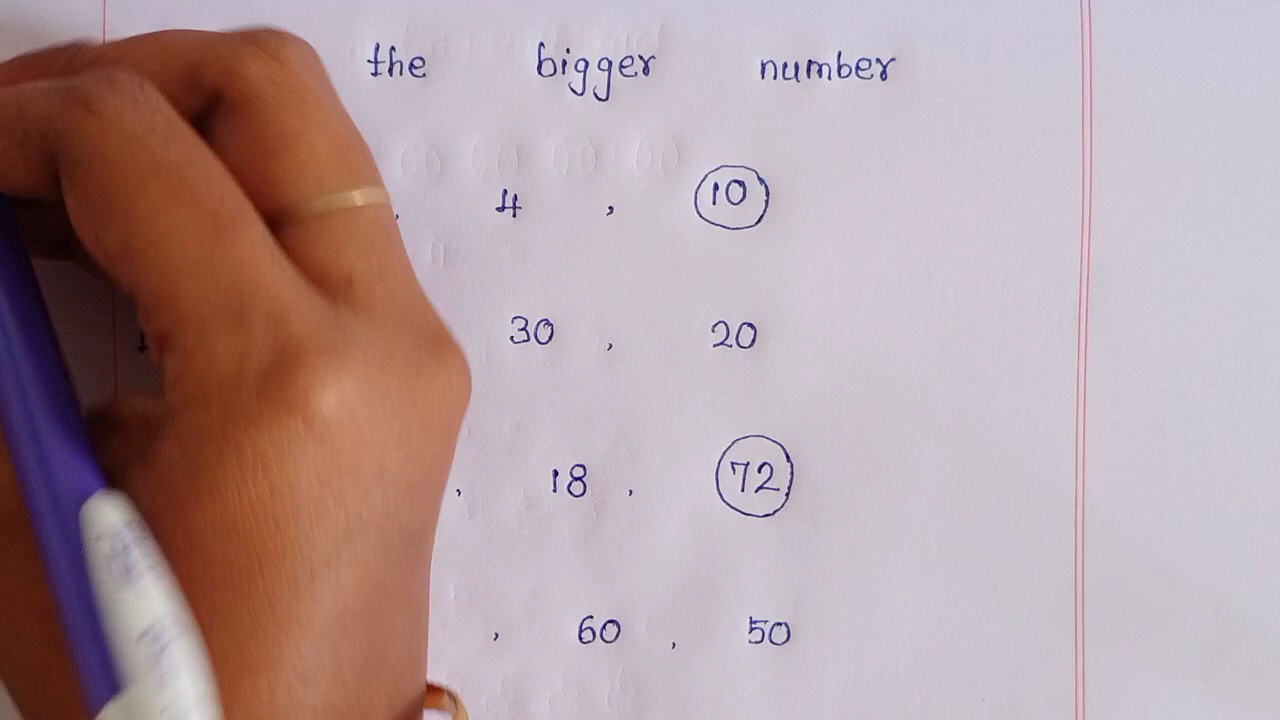 the bigger number
, 4 , 10
30 , 20
, 18 , 72
, 60 , 50